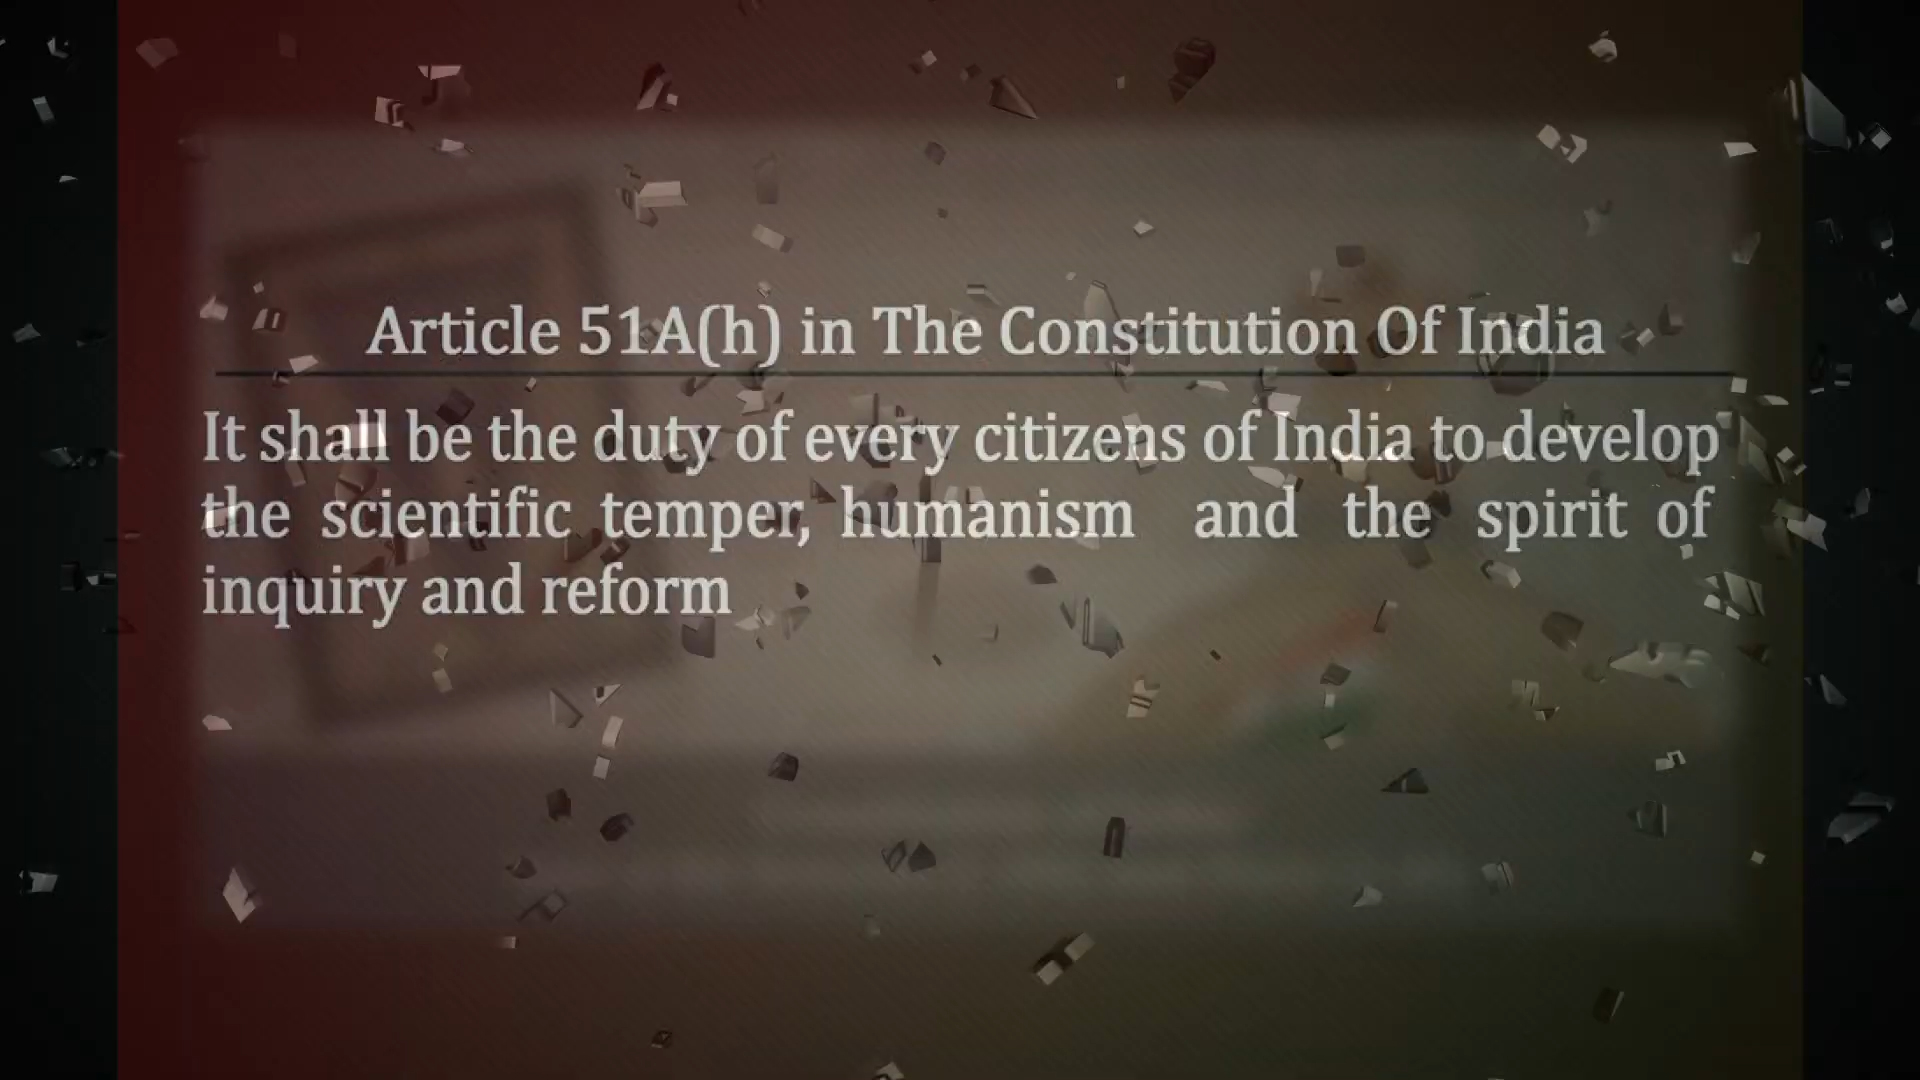 Article 51A(h) in The Constitution Of India
It shall be the duty of every citizens of India to develop
the scientific temper, humanism and the spirit of
inquiry and reform